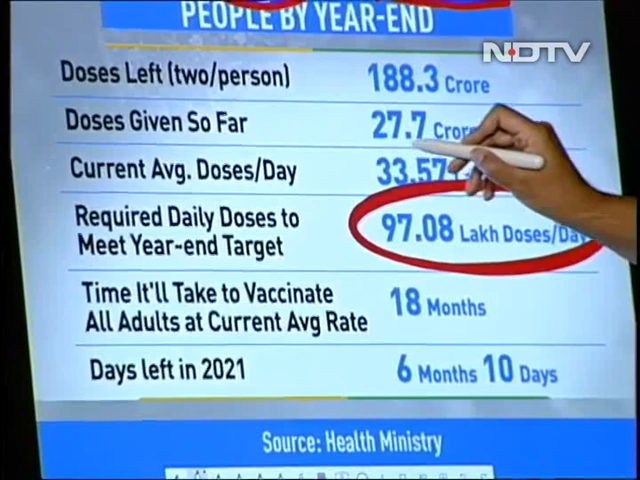 PEOPLE BY YEAR-END
NDTV
Doses Left (two/person) 188.3 Crore
Doses Given So Far 27.7
Current Avg. Doses/Day 33.57
Required Daily Doses to
Meet Year-end Target 97.08 Lakh Doses/Day
Time It'll Take to Vaccinate
All Adults at Current Avg Rate 18 Months
Days left in 2021 6 Months 10 Days
Source: Health Ministry